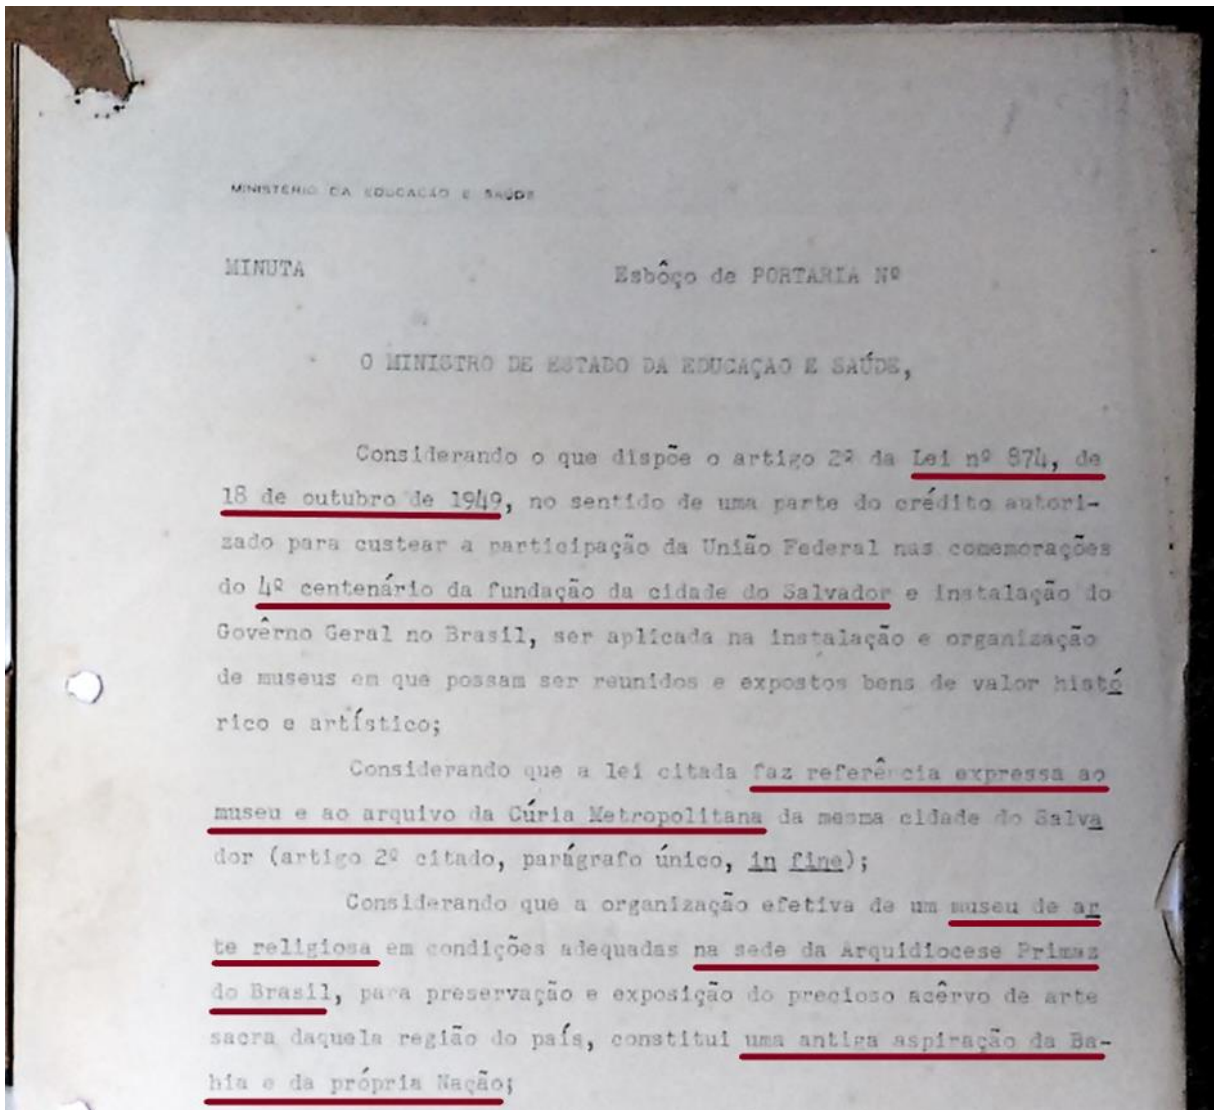 MINISTÉRIO DA EDUCAÇÃO E SAÚDE
MINUTA Esbôço de PORTARIA Nº
O MINISTRO DE ESTADO DA EDUCAÇAO E SAÚDE,
Considerando o que dispõe o artigo 2º da Lei nº 874, de
18 de outubro de 1949, no sentido de uma parte do crédito autori-
zado para custear a participação da União Federal nas comemorações
do 4º centenário da fundação da cidade do Salvador e instalação do
Govêrno Geral no Brasil, ser aplicada na instalação e organização
de museus em que possam ser reunidos e expostos bens de valor histó
rico e artístico;
Considerando que a lei citada faz referência expressa ao
museu e ao arquivo da Cúria Metropolitana da mesma cidade do Salva
dor (artigo 2º citado, parágrafo único, in fine);
Considerando que a organização efetiva de um museu de ar
te religiosa em condições adequadas na sede da Arquidiocese Primaz
do Brasil, para preservação e exposição do precioso acêrvo de arte
sacra daquela região do país, constitui uma antiga aspiração da Ba-
hia e da própria Nação;